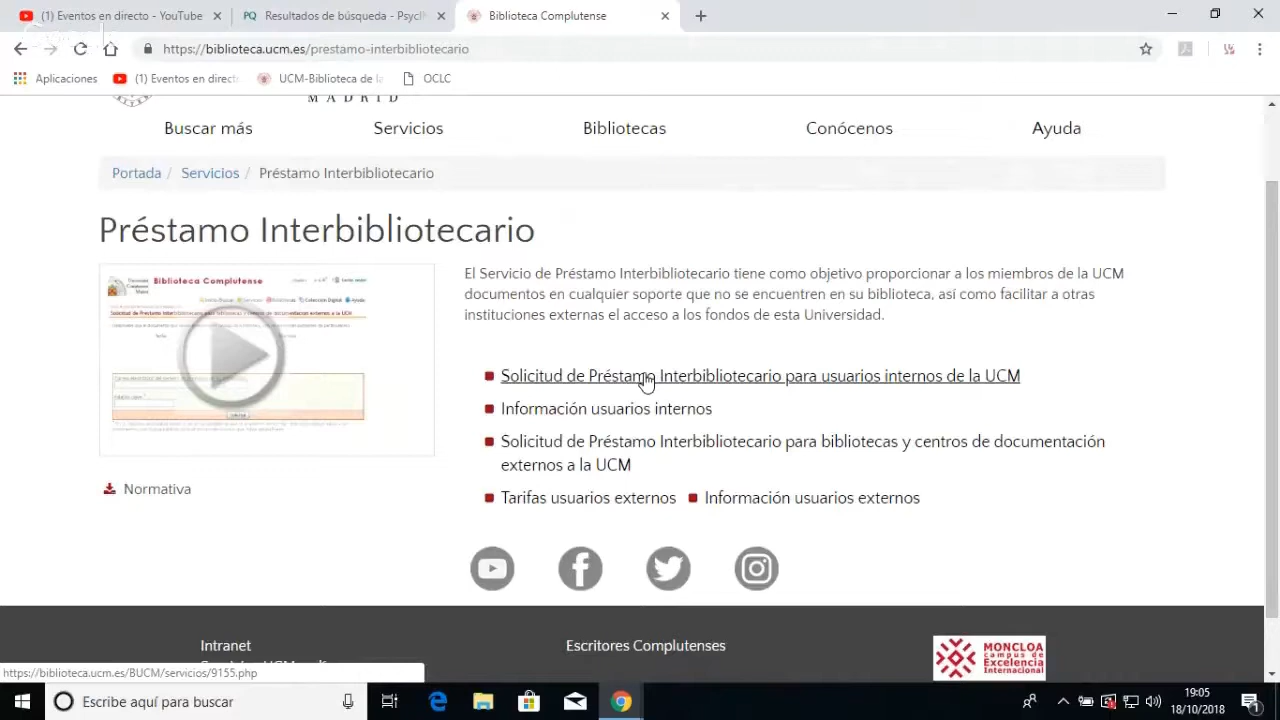 (1) Eventos en directo - YouTube
Resultados de búsqueda - PsycIN
Biblioteca Complutense
https://biblioteca.ucm.es/prestamo-interbibliotecario
Aplicaciones
(1) Eventos en direct
UCM-Biblioteca de la
OCLC
MADRID
Buscar más
Servicios
Bibliotecas
Conócenos
Ayuda
Portada / Servicios / Préstamo Interbibliotecario
Préstamo Interbibliotecario
Biblioteca Complutense
El Servicio de Préstamo Interbibliotecario tiene como objetivo proporcionar a los miembros de la UCM
documentos en cualquier soporte que no se encuentren en su biblioteca, así como facilitar a otras
instituciones externas el acceso a los fondos de esta Universidad.
Solicitud de Préstamo Interbibliotecario para usuarios internos de la UCM
Información usuarios internos
Solicitud de Préstamo Interbibliotecario para bibliotecas y centros de documentación
externos a la UCM
Normativa
Tarifas usuarios externos
Información usuarios externos
Intranet
Escritores Complutenses
MONCLOA
campus de
Excelencia
Internacional
https://biblioteca.ucm.es/BUCM/servicios/9155.php
Escribe aquí para buscar
19:05
18/10/2018